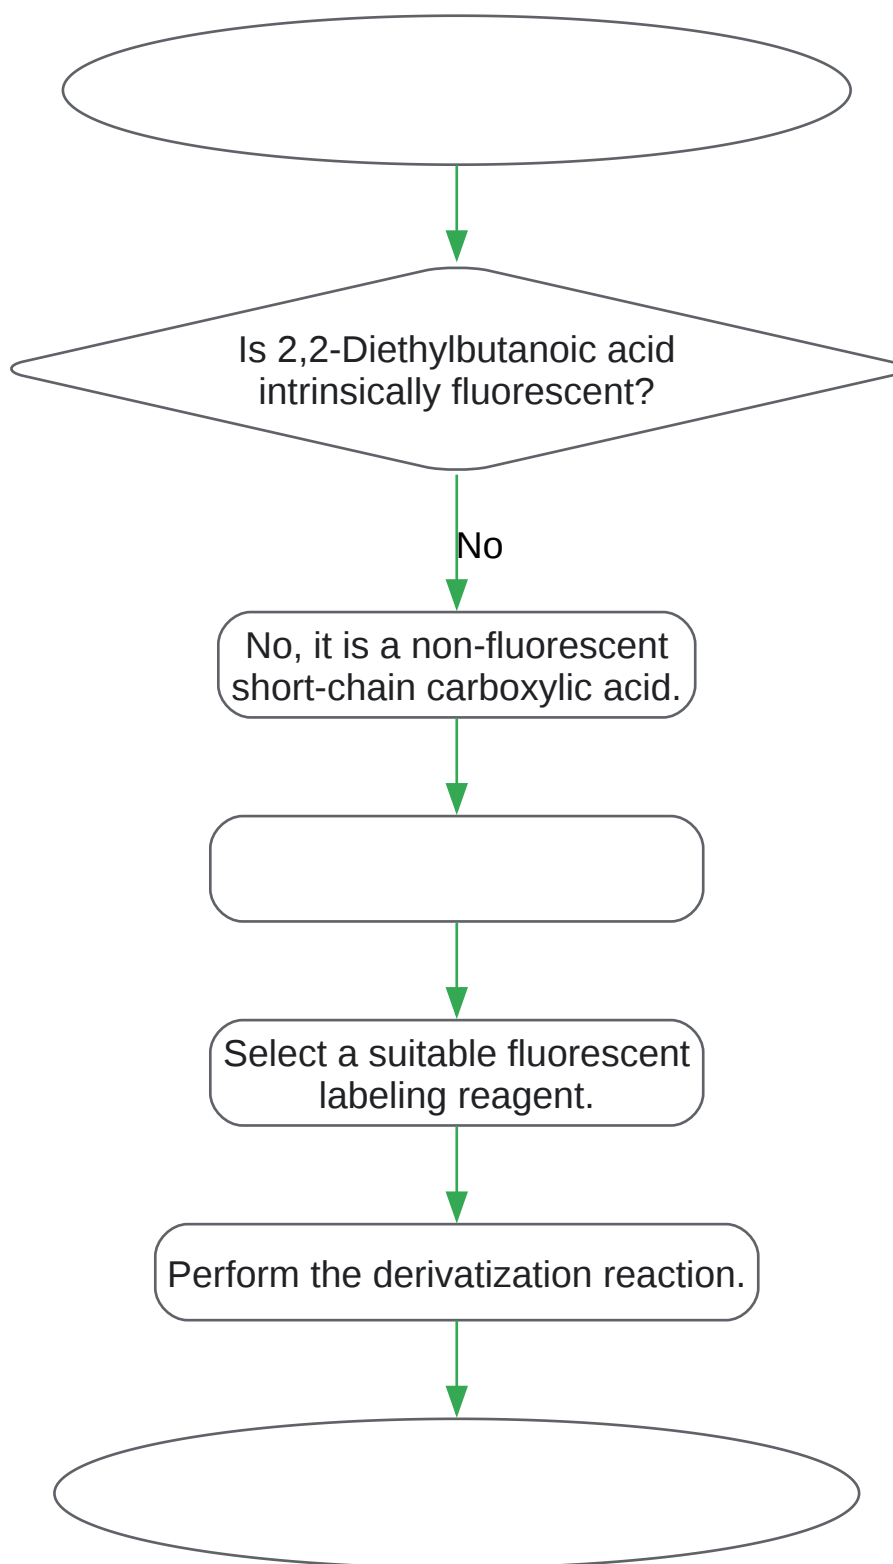 Is 2,2-Diethylbutanoic acid
intrinsically fluorescent?
No
No, it is a non-fluorescent
short-chain carboxylic acid.
Select a suitable fluorescent
labeling reagent.
Perform the derivatization reaction.